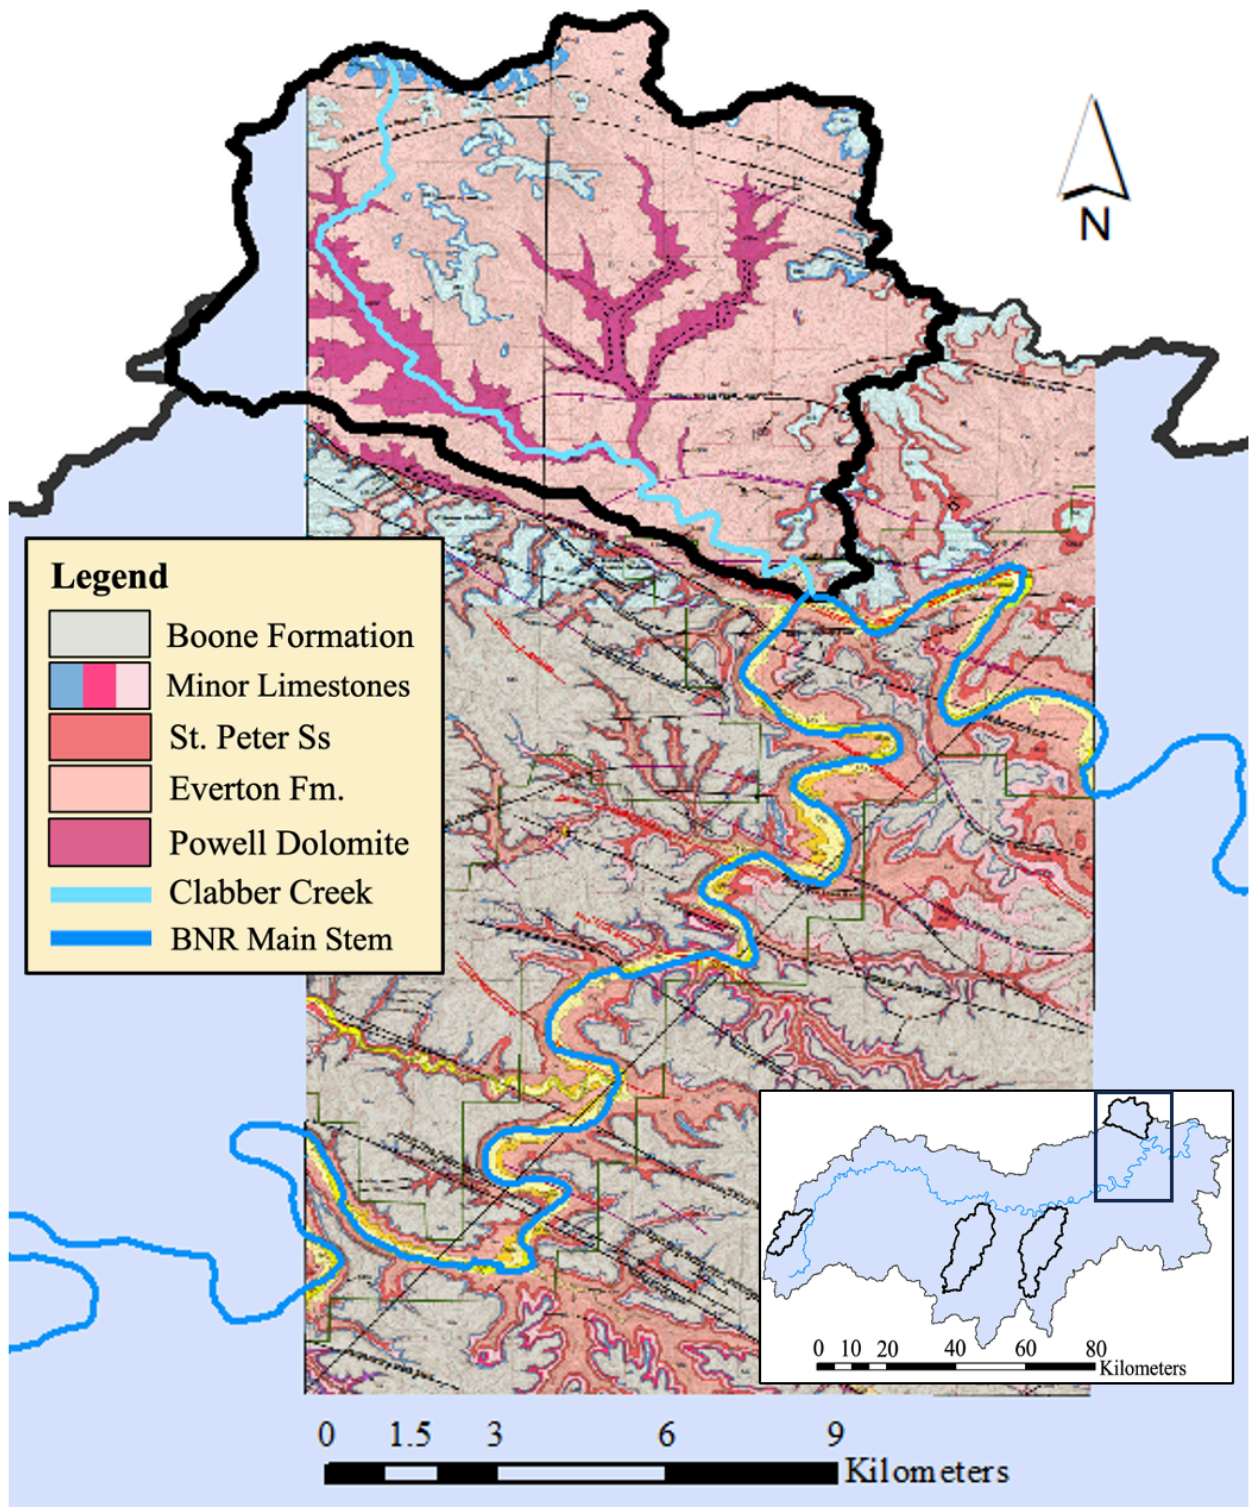 N
Legend
Boone Formation
Minor Limestones
St. Peter Ss
Everton Fm.
Powell Dolomite
Clabber Creek
BNR Main Stem
0 10 20 40 60 80
Kilometers
0 1.5 3 6 9
Kilometers